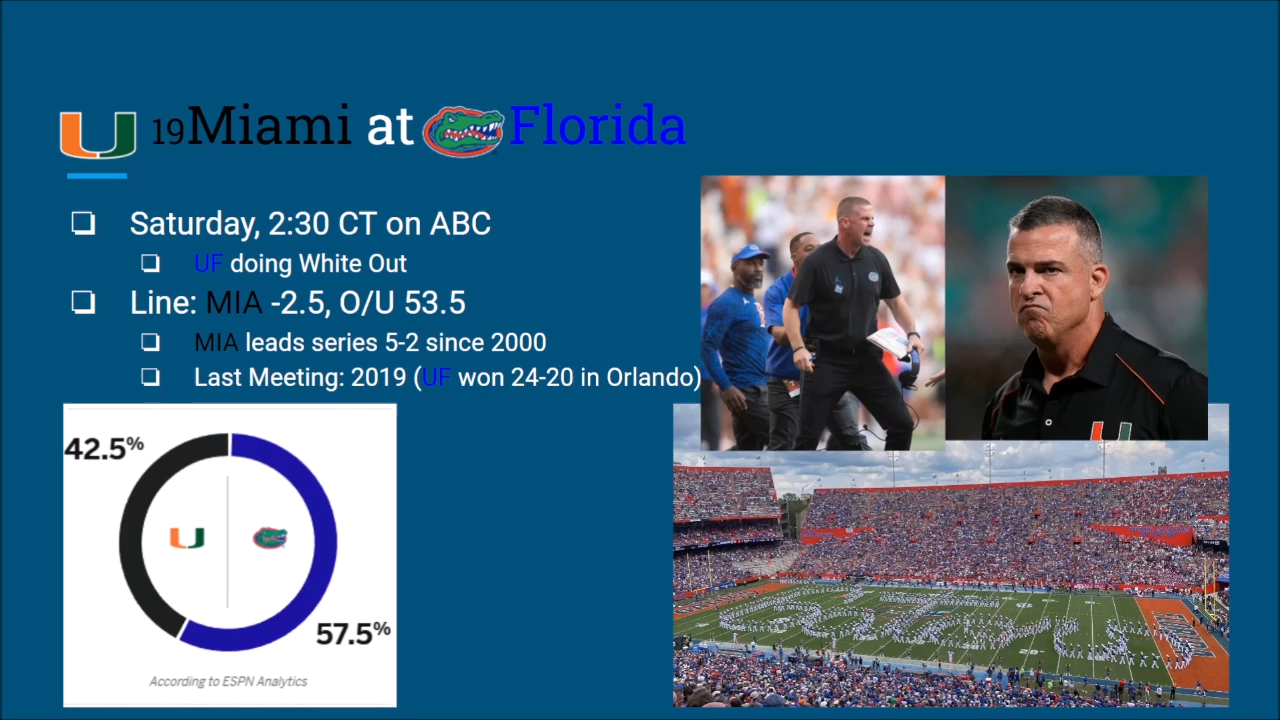 19Miami at Florida
Saturday, 2:30 CT on ABC
UF doing White Out
Line: MIA -2.5, O/U 53.5
MIA leads series 5-2 since 2000
Last Meeting: 2019 (UF won 24-20 in Orlando)
42.5%
57.5%
According to ESPN Analytics